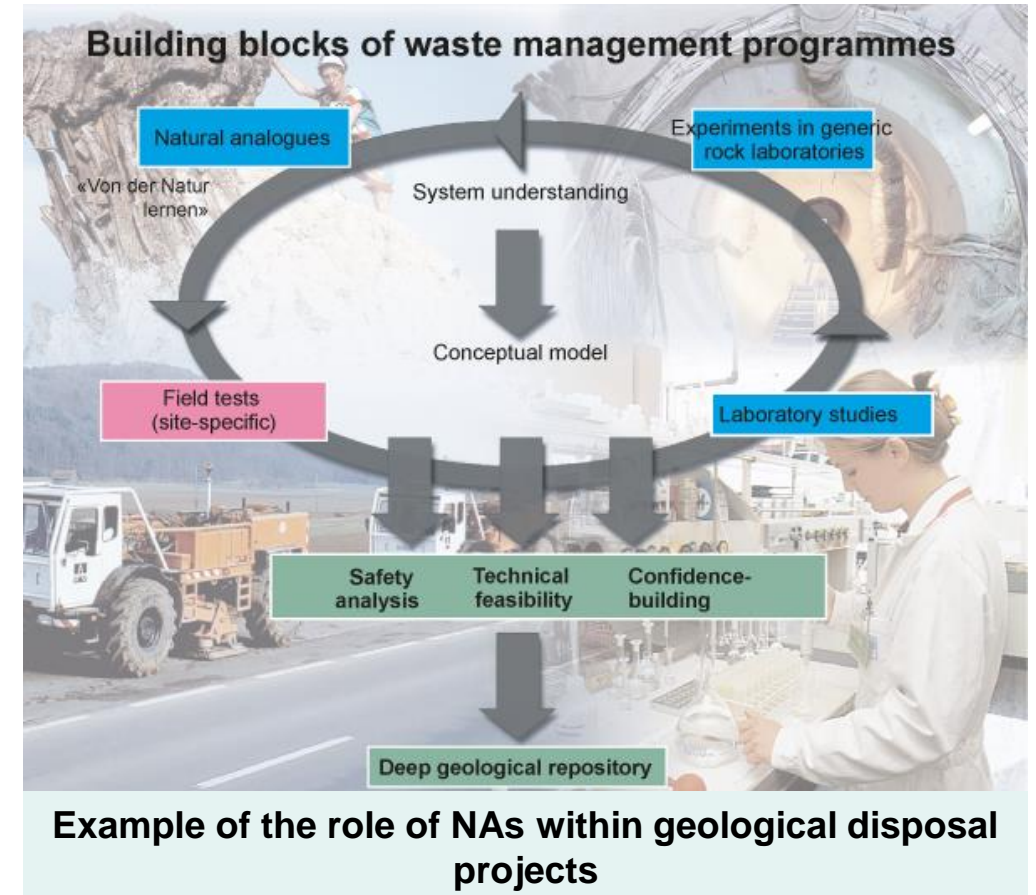 Building blocks of waste management programmes
Natural analogues
Experiments in generic
rock laboratories
«Von der Natur
lernen»
System understanding
Conceptual model
Field tests
(site-specific)
Laboratory studies
Safety
analysis
Technical
feasibility
Confidence-
building
Deep geological repository
Example of the role of NAs within geological disposal
projects